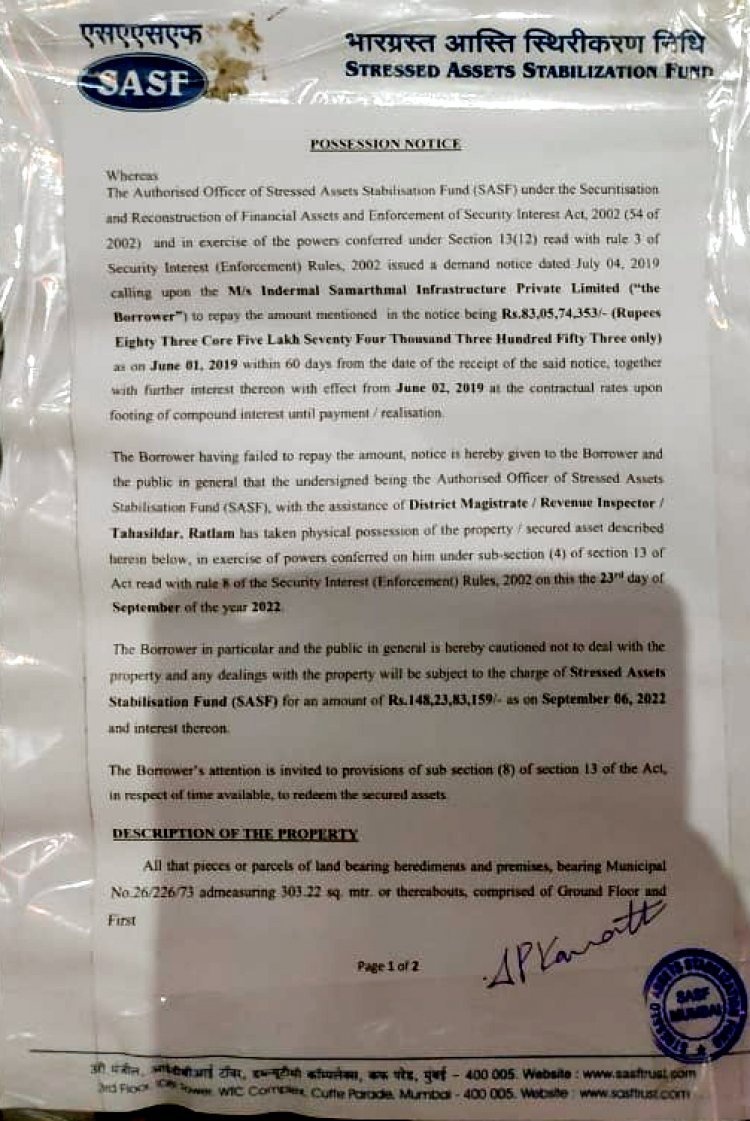 एसएएसएफ
SASF
भारग्रस्त आस्ति स्थिरीकरण निधि
STRESSED ASSETS STABILIZATION FUND
POSSESSION NOTICE
Whereas
The Authorised Officer of Stressed Assets Stabilisation Fund (SASF) under the Securitisation
and Reconstruction of Financial Assets and Enforcement of Security Interest Act, 2002 (54 of
2002) and in exercise of the powers conferred under Section 13(12) read with rule 3 of
Security Interest (Enforcement) Rules, 2002 issued a demand notice dated July 04, 2019
calling upon the M/s Indermal Samarthmal Infrastructure Private Limited ("the
Borrower") to repay the amount mentioned in the notice being Rs.83,05,74,353/- (Rupees
Eighty Three Core Five Lakh Seventy Four Thousand Three Hundred Fifty Three only)
as on June 01, 2019 within 60 days from the date of the receipt of the said notice, together
with further interest thereon with effect from June 02, 2019 at the contractual rates upon
footing of compound interest until payment / realisation.
The Borrower having failed to repay the amount, notice is hereby given to the Borrower and
the public in general that the undersigned being the Authorised Officer of Stressed Assets
Stabilisation Fund (SASF), with the assistance of District Magistrate / Revenue Inspector /
Tahasildar, Ratlam has taken physical possession of the property / secured asset described
herein below, in exercise of powers conferred on him under sub-section (4) of section 13 of
Act read with rule 8 of the Security Interest (Enforcement) Rules, 2002 on this the 23rd day of
September of the year 2022.
The Borrower in particular and the public in general is hereby cautioned not to deal with the
property and any dealings with the property will be subject to the charge of Stressed Assets
Stabilisation Fund (SASF) for an amount of Rs.148,23,83,159/- as on September 06, 2022
and interest thereon.
The Borrower's attention is invited to provisions of sub section (8) of section 13 of the Act,
in respect of time available, to redeem the secured assets
DESCRIPTION OF THE PROPERTY
All that pieces or parcels of land bearing herediments and premises, bearing Municipal
No.26/226/73 admeasuring 303.22 sq. mtr. or thereabouts, comprised of Ground Floor and
First
Page 1 of 2
APKamatt
STRESSED ASSETS STABILISATION FUND
SASF
MUMBAI
3री मंजील, आयडीबीआई टॉवर, डब्ल्यूटीसी कॉम्पलेक्स, कफ परेड, मुंबई – 400 005. Website : www.sasftrust.com
3rd Floor, IDBI Tower, WTC Complex, Cuffe Parade, Mumbai - 400 005. Website : www.sasftrust.com